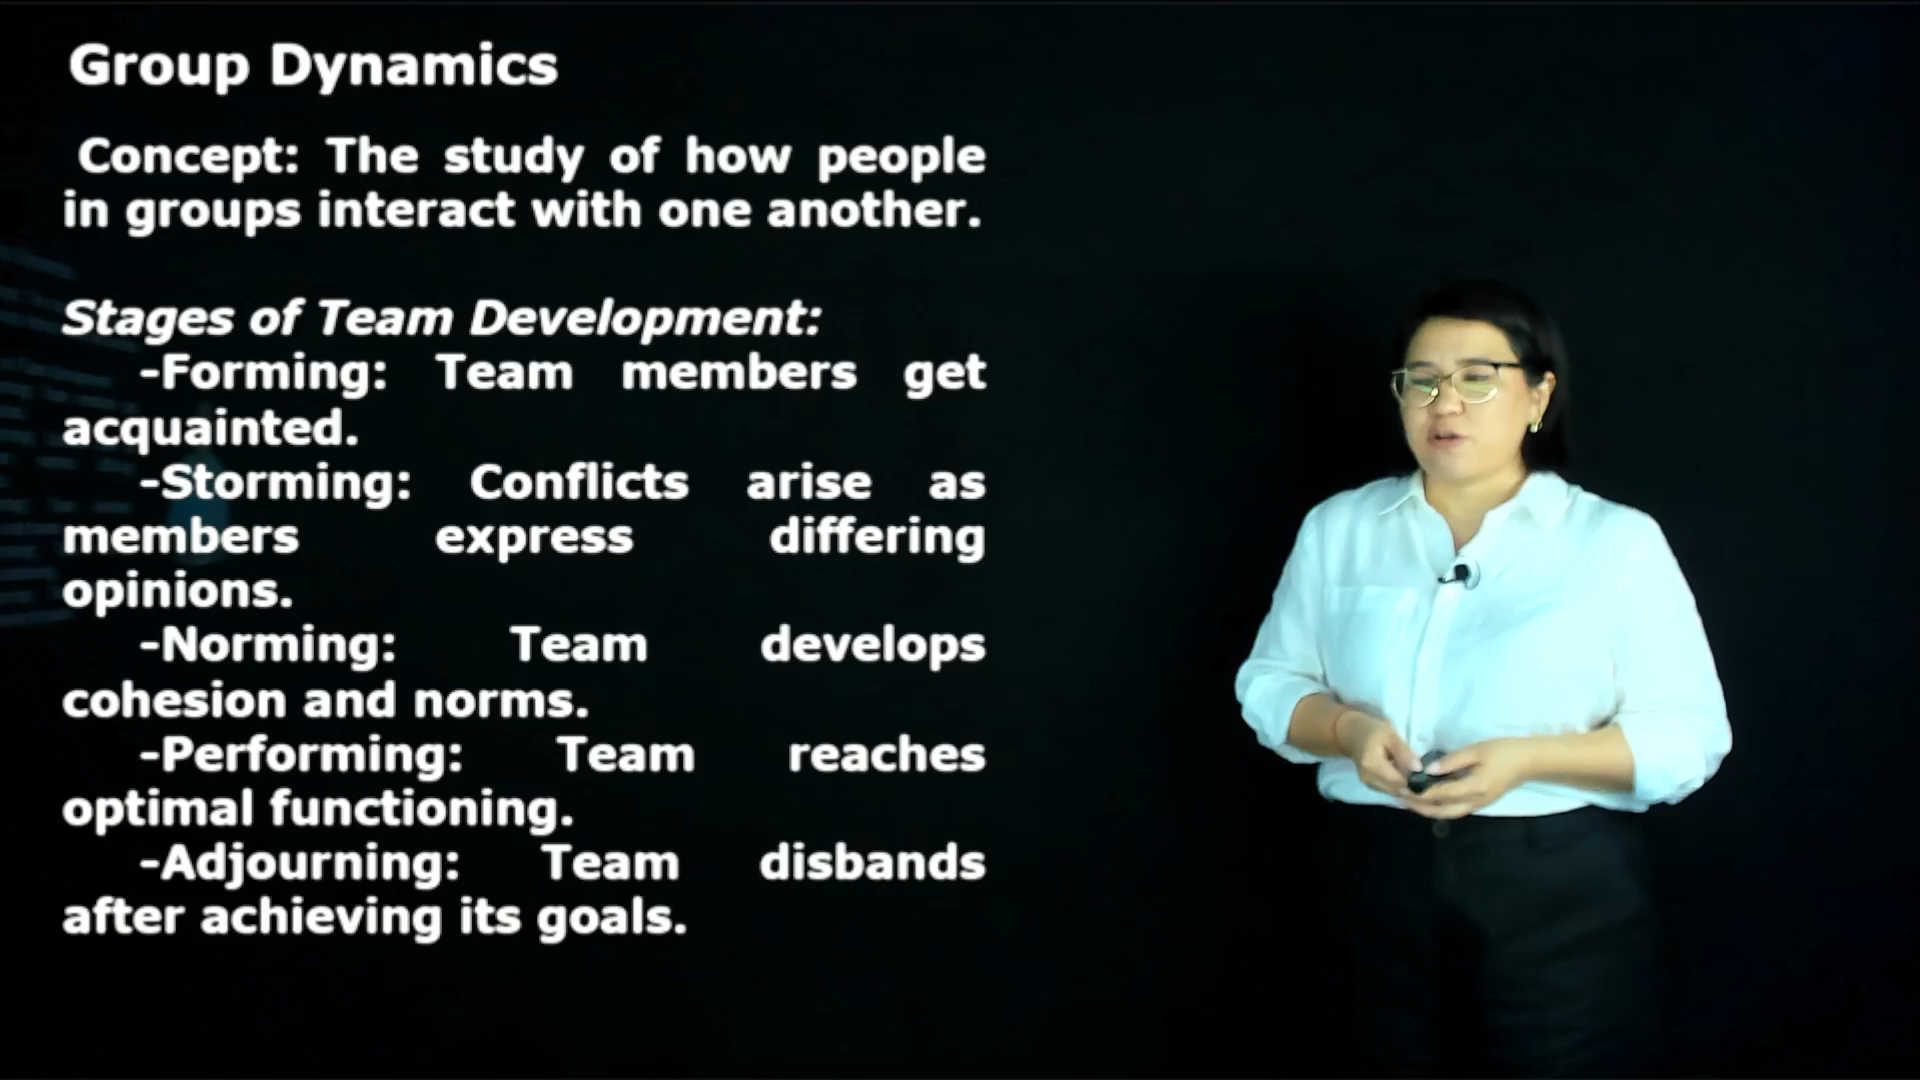 Group Dynamics
Concept: The study of how people
in groups interact with one another.
Stages of Team Development:
-Forming: Team members get
acquainted.
-Storming: Conflicts arise as
members express differing
opinions.
-Norming: Team develops
cohesion and norms.
-Performing: Team reaches
optimal functioning.
-Adjourning: Team disbands
after achieving its goals.